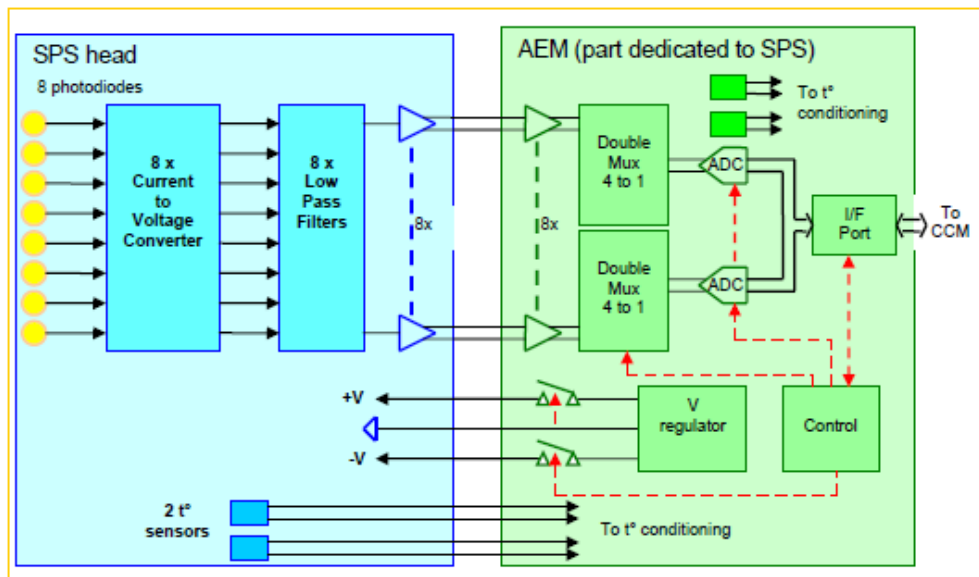 SPS head
8 photodiodes
8 x
Current
to
Voltage
Converter
8 x
Low
Pass
Filters
8x
AEM (part dedicated to SPS)
To t°
conditioning
8x
Double
Mux
4 to 1
ADC
Double
Mux
4 to 1
ADC
I/F
Port
To
CCM
+V
-V
V
regulator
Control
2 t°
sensors
To t° conditioning